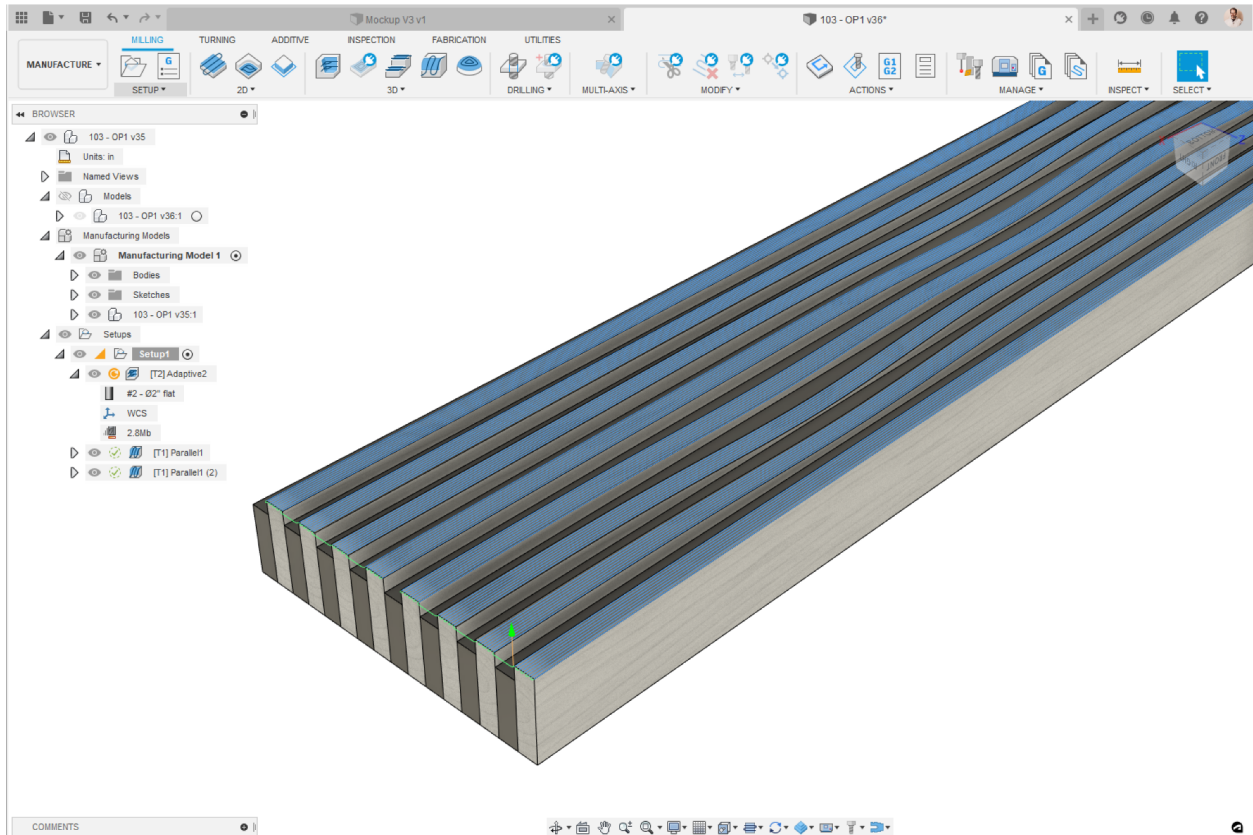 Mockup V3 v1
103 - OP1 v36*
MILLING TURNING ADDITIVE INSPECTION FABRICATION UTILITIES
MANUFACTURE
G1
G2
G
SETUP 2D 3D DRILLING MULTI-AXIS MODIFY ACTIONS MANAGE INSPECT SELECT
BROWSER
103 - OP1 v35
Units: in
Named Views
Models
103 - OP1 v36:1
Manufacturing Models
Manufacturing Model 1
Bodies
Sketches
103 - OP1 v35:1
Setups
Setup1
[T2] Adaptive2
#2 - Ø2" flat
WCS
2.8Mb
[T1] Parallel1
[T1] Parallel1 (2)
COMMENTS